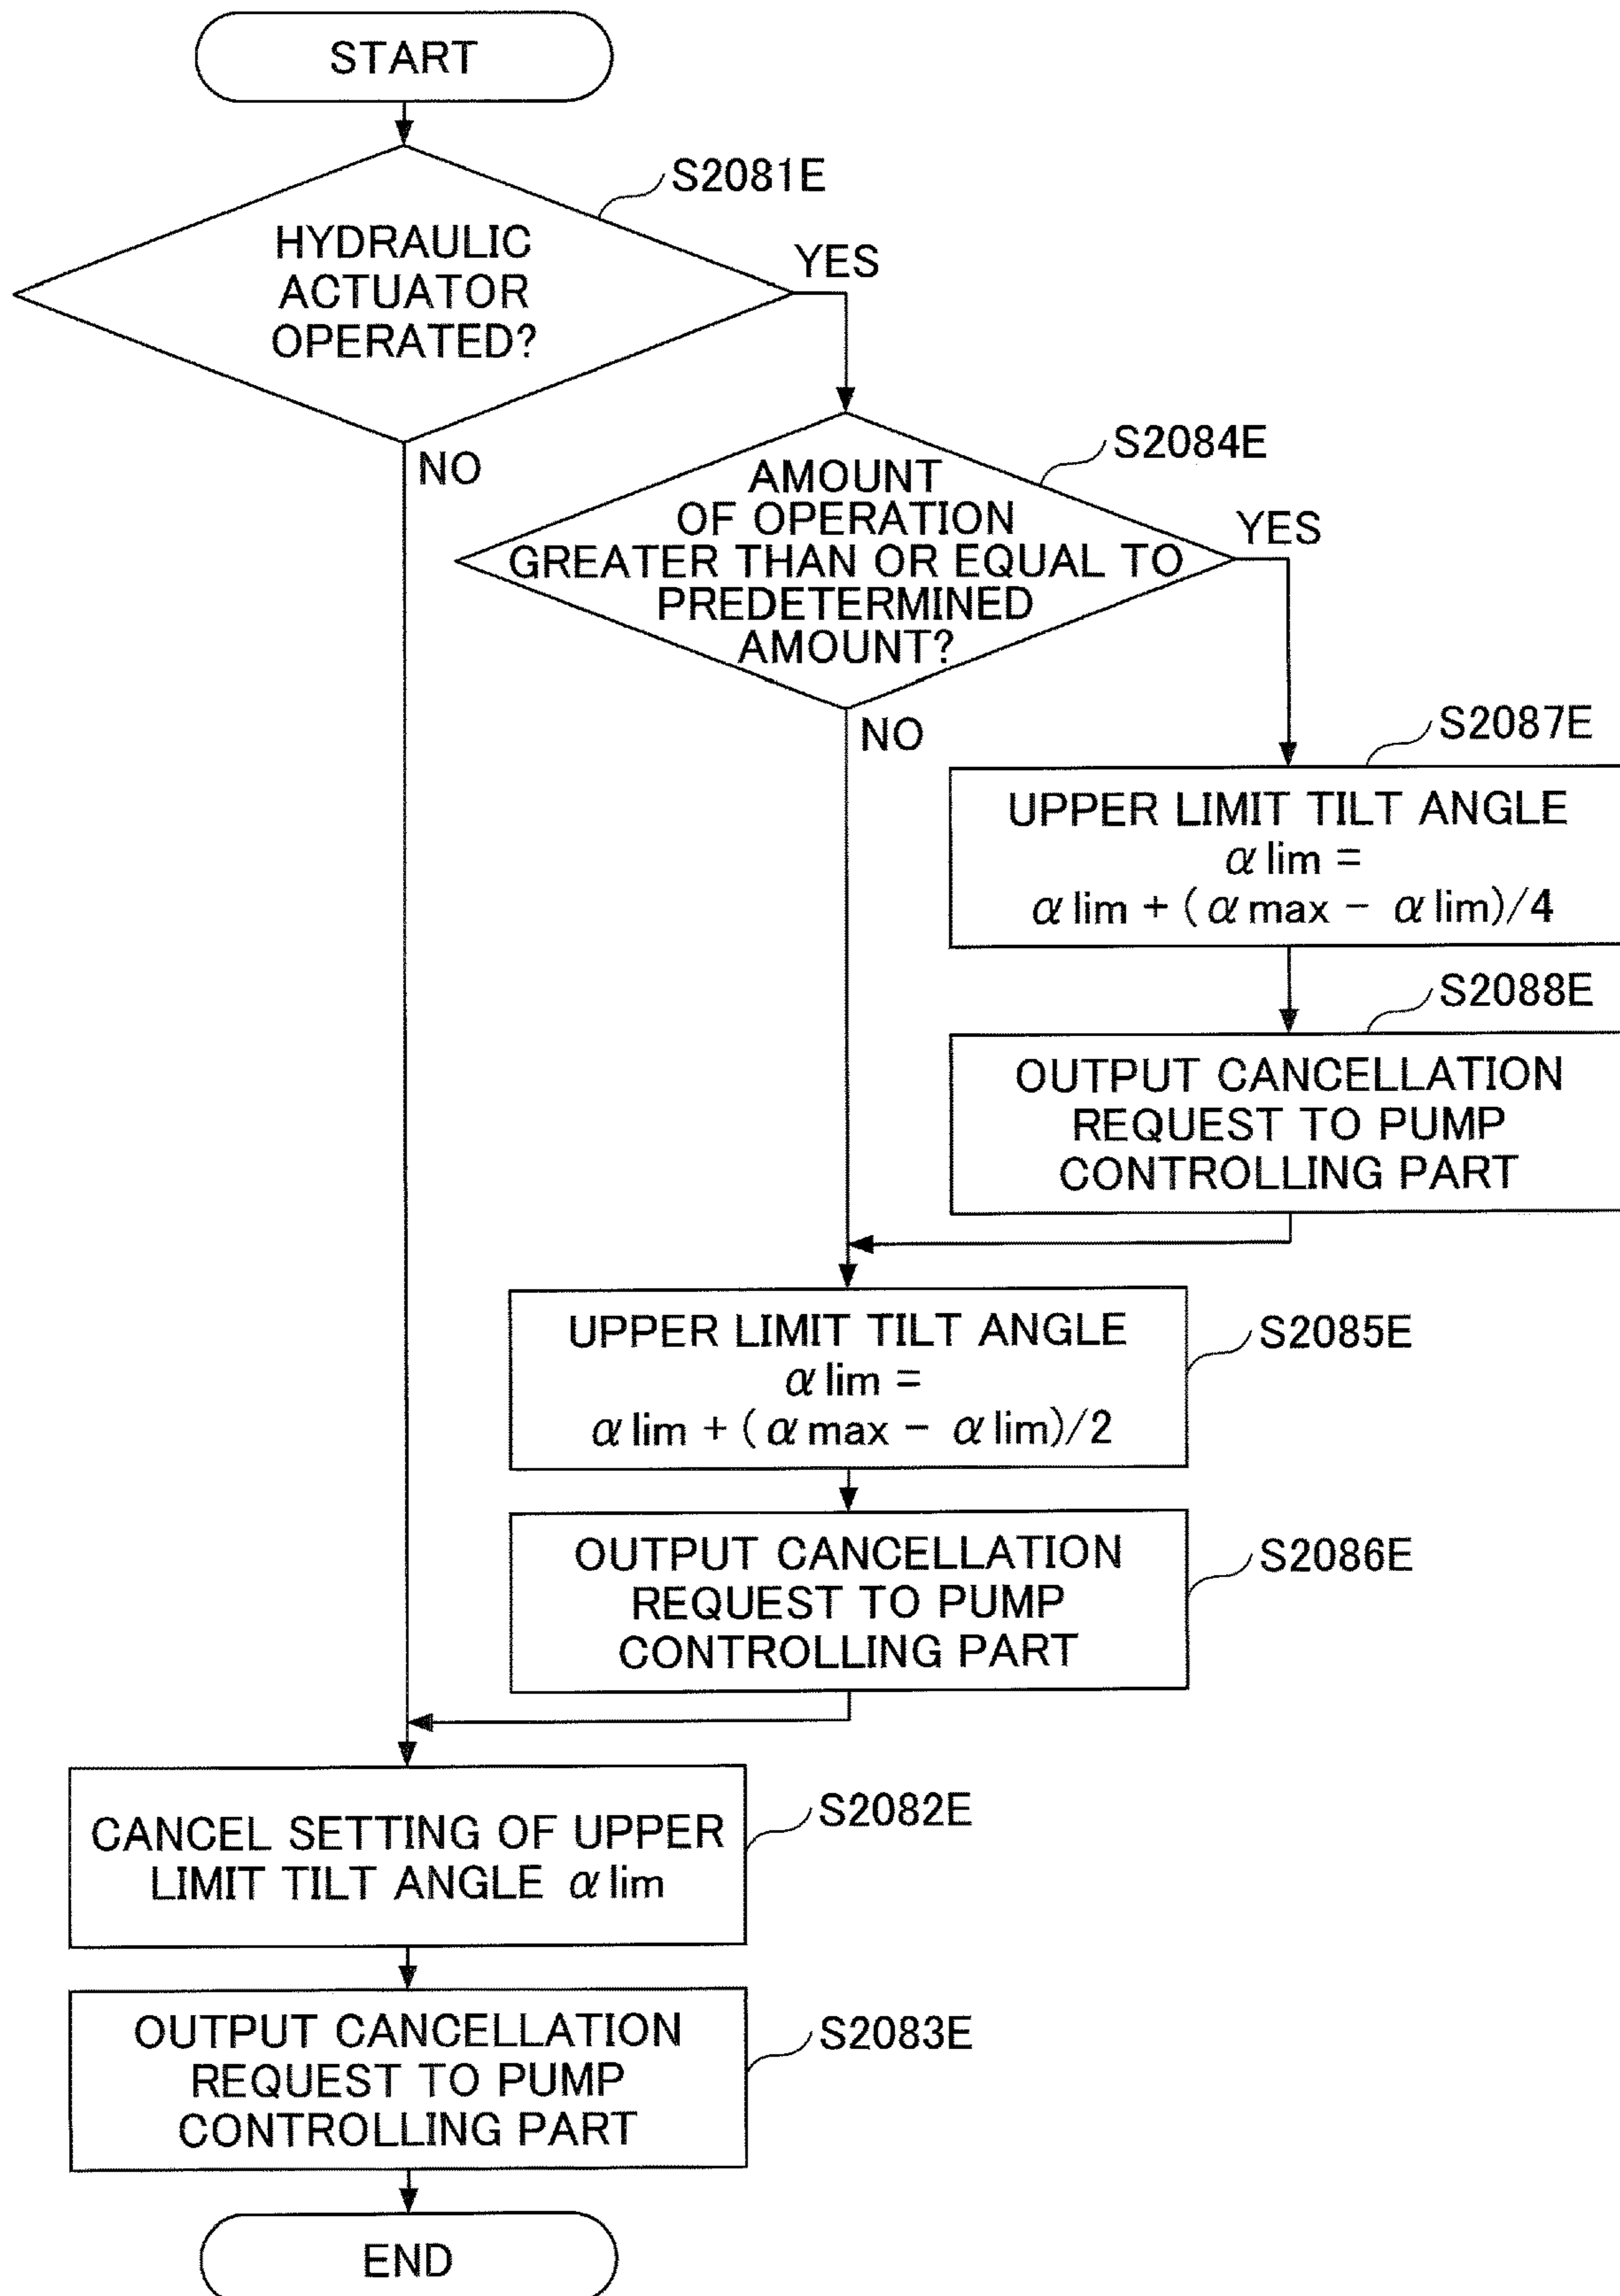 START
S2081E
HYDRAULIC
ACTUATOR
OPERATED?
YES
NO
S2084E
AMOUNT
OF OPERATION
GREATER THAN OR EQUAL TO
PREDETERMINED
AMOUNT?
YES
NO
S2087E
UPPER LIMIT TILT ANGLE
α lim =
α lim + (α max - α lim)/4
S2088E
OUTPUT CANCELLATION
REQUEST TO PUMP
CONTROLLING PART
S2085E
UPPER LIMIT TILT ANGLE
α lim =
α lim + (α max - α lim)/2
S2086E
OUTPUT CANCELLATION
REQUEST TO PUMP
CONTROLLING PART
S2082E
CANCEL SETTING OF UPPER
LIMIT TILT ANGLE α lim
S2083E
OUTPUT CANCELLATION
REQUEST TO PUMP
CONTROLLING PART
END